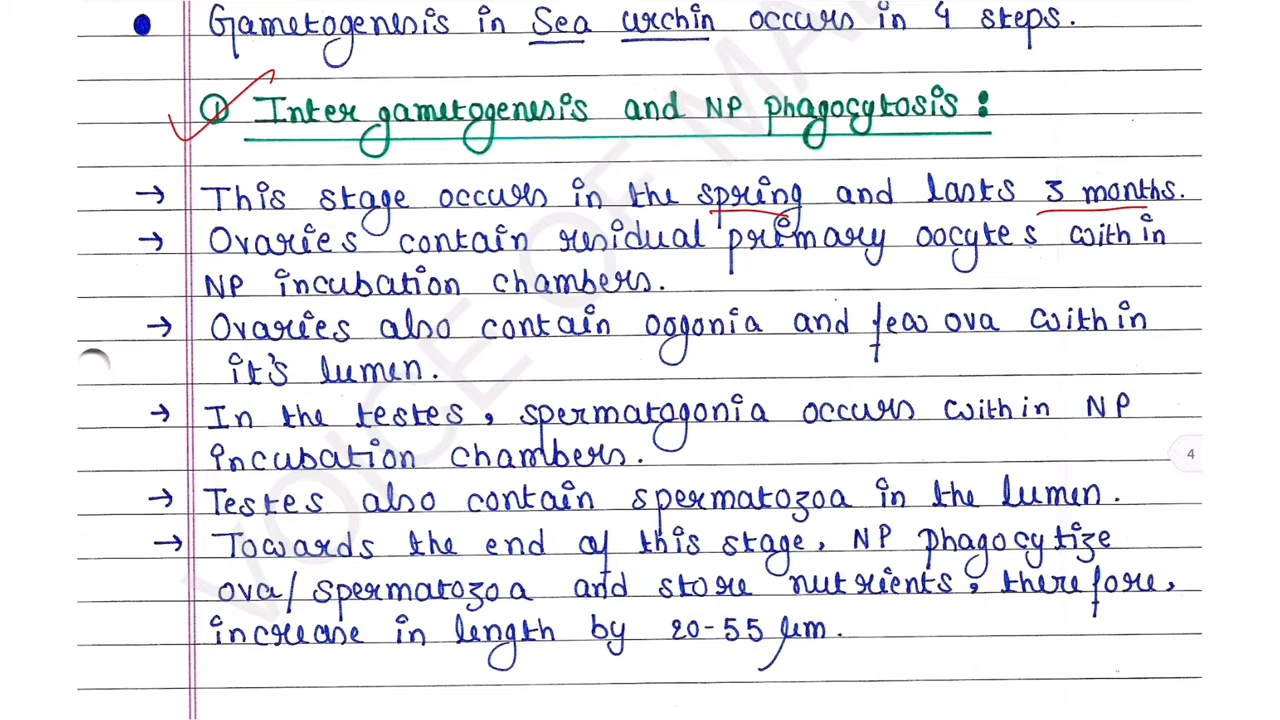 Gametogenesis in Sea urchin occurs in 4 steps.
① Inter gametogenesis and NP phagocytosis :
→ This stage occurs in the spring and lasts 3 months.
→ Ovaries contain residual primary oocytes within
NP incubation chambers.
→ Ovaries also contain oogonia and few ova within
it's lumen.
→ In the testes, spermatogonia occurs within NP
incubation chambers.
4
→ Testes also contain spermatozoa in the lumen.
→ Towards the end of this stage, NP phagocytize
ova/spermatozoa and store nutrients, therefore,
increase in length by 20-55 μm.
VOICE OF